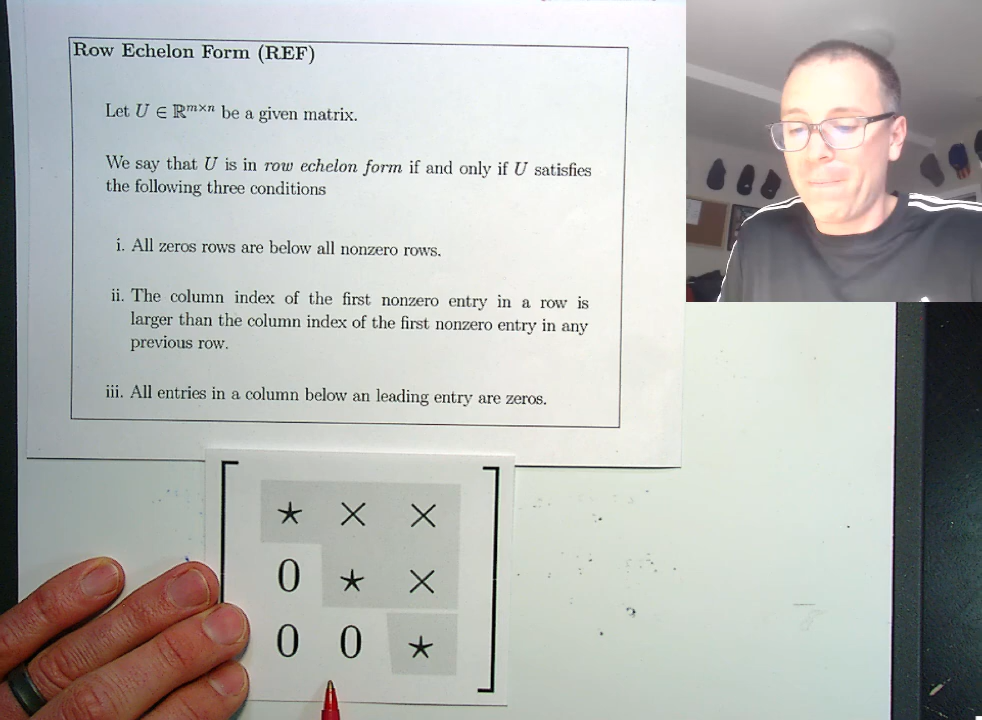 Row Echelon Form (REF)
Let U ∈ ℝ^{m×n} be a given matrix.
We say that U is in row echelon form if and only if U satisfies
the following three conditions
i. All zeros rows are below all nonzero rows.
ii. The column index of the first nonzero entry in a row is
larger than the column index of the first nonzero entry in any
previous row.
iii. All entries in a column below an leading entry are zeros.
⋆ × ×
0 ⋆ ×
0 0 ⋆